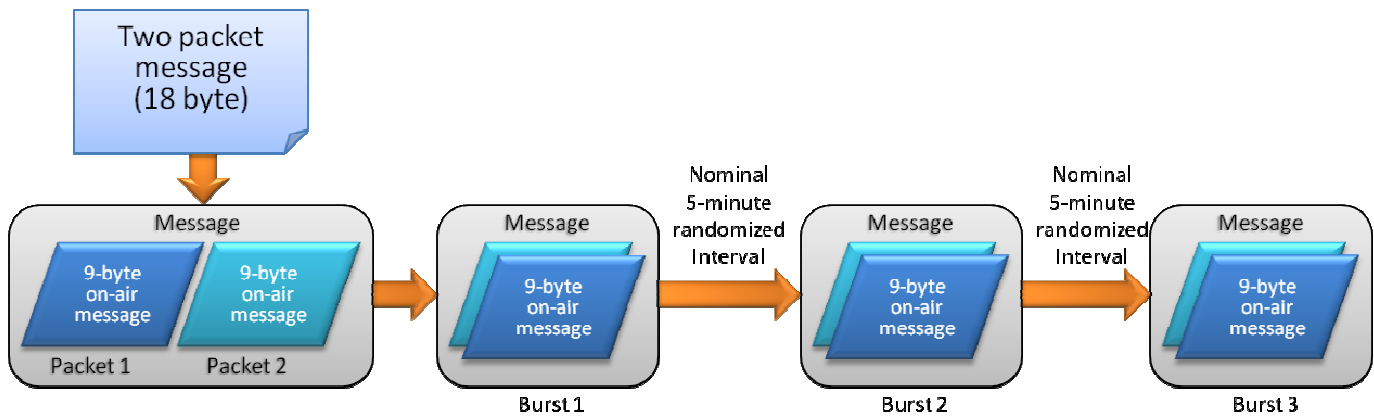 Two packet
message
(18 byte)
Message
9-byte
on-air
message
9-byte
on-air
message
Packet 1
Packet 2
Message
9-byte
on-air
message
Burst 1
Nominal
5-minute
randomized
Interval
Message
9-byte
on-air
message
Burst 2
Nominal
5-minute
randomized
Interval
Message
9-byte
on-air
message
Burst 3